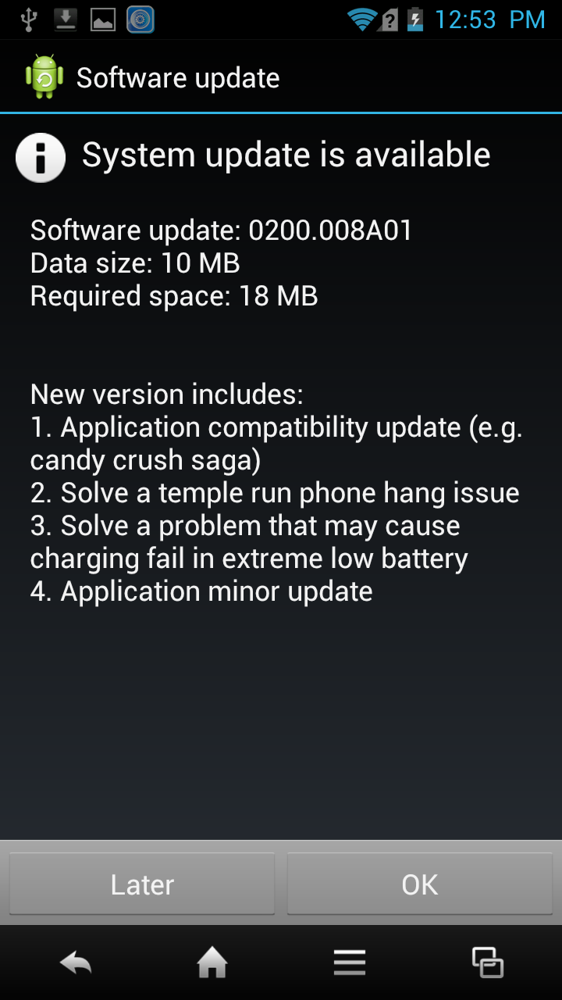 12:53 PM
Software update
System update is available
Software update: 0200.008A01
Data size: 10 MB
Required space: 18 MB
New version includes:
1. Application compatibility update (e.g.
candy crush saga)
2. Solve a temple run phone hang issue
3. Solve a problem that may cause
charging fail in extreme low battery
4. Application minor update
Later
OK